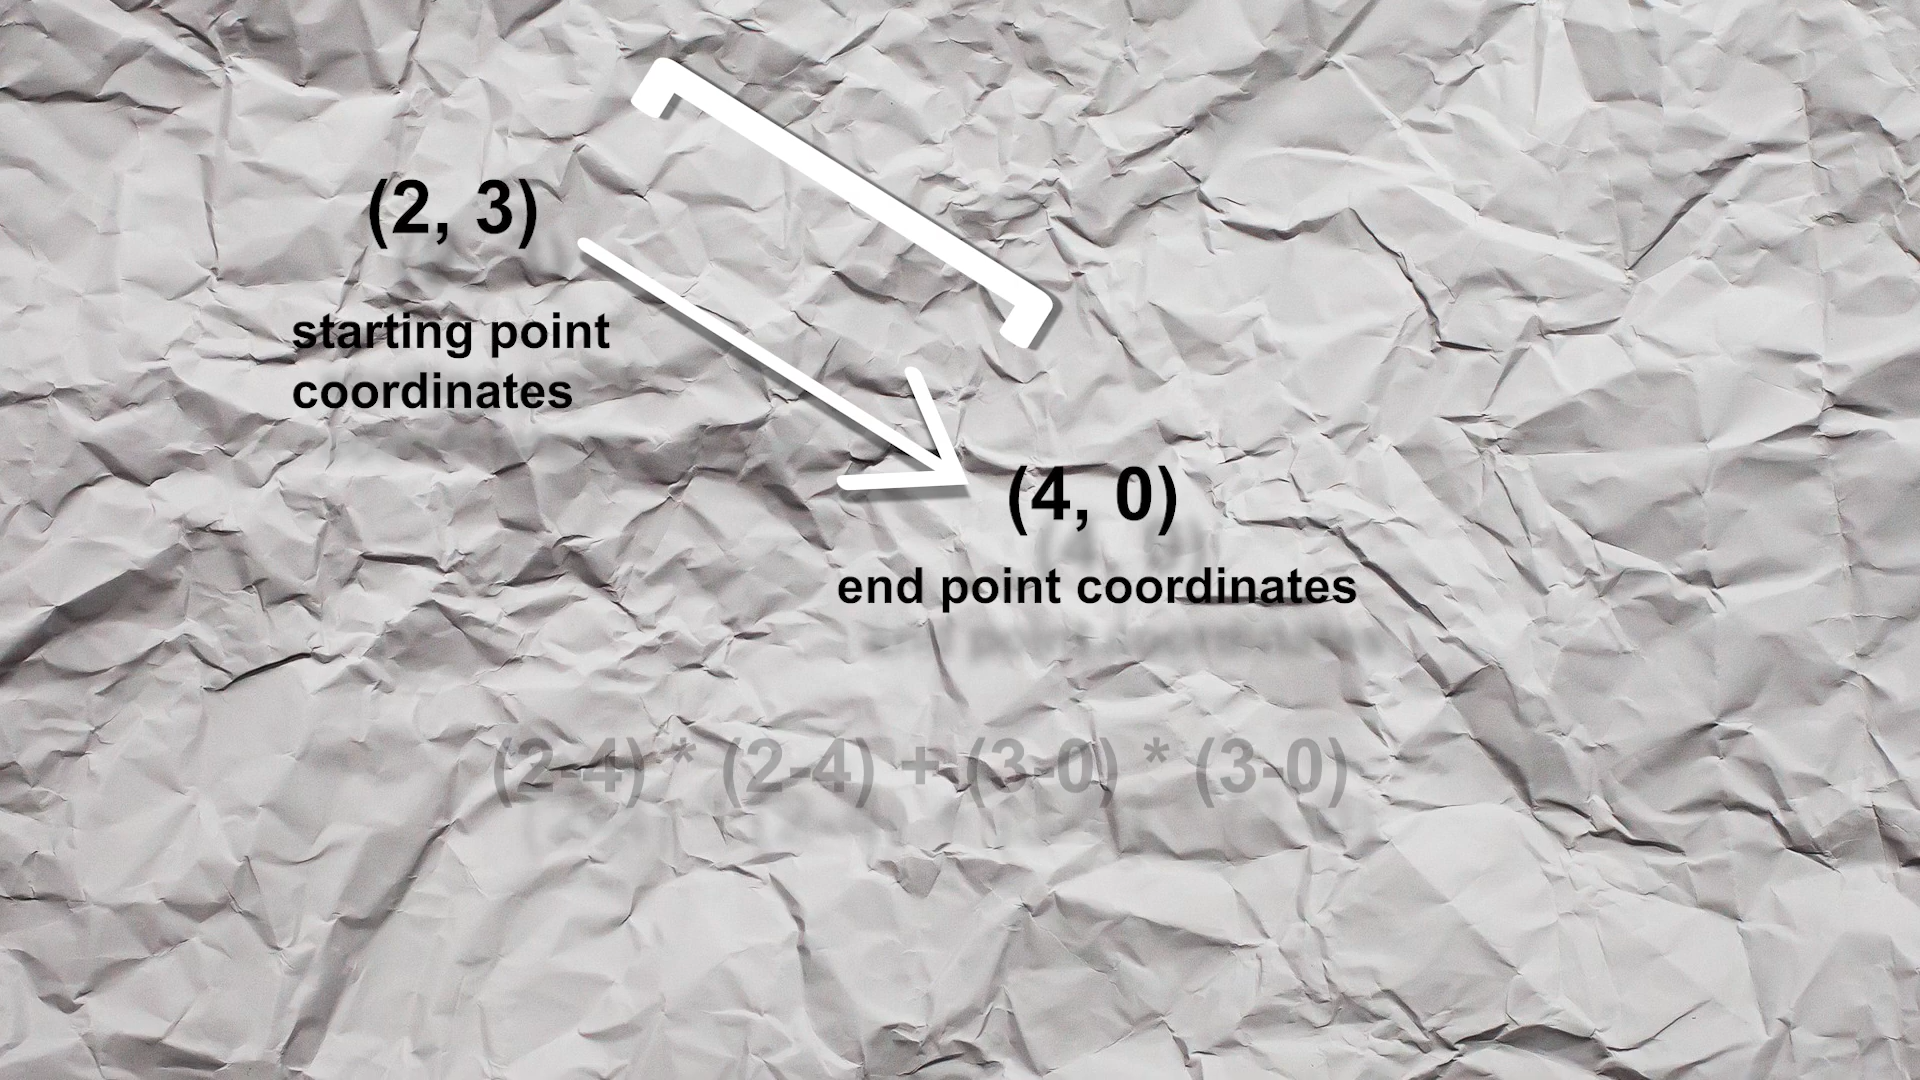 (2, 3)
starting point
coordinates
(4, 0)
end point coordinates
(2-4) * (2-4) + (3-0) * (3-0)